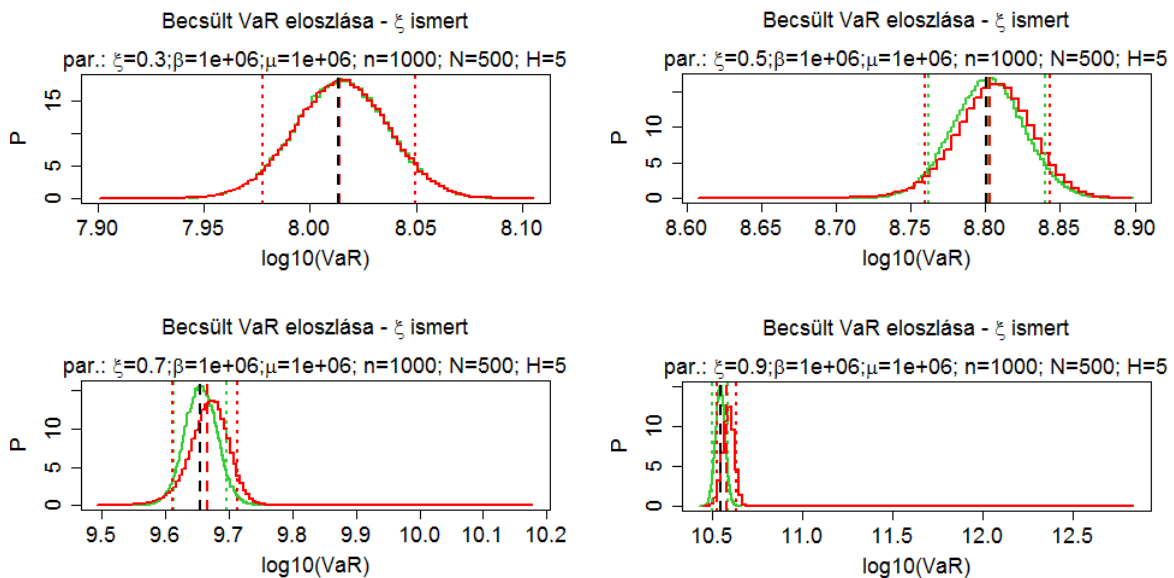 Becsült VaR eloszlása - ξ ismert
par.: ξ=0.3;β=1e+06;μ=1e+06; n=1000; N=500; H=5
P
0 5 15
7.90 7.95 8.00 8.05 8.10
log10(VaR)
Becsült VaR eloszlása - ξ ismert
par.: ξ=0.5;β=1e+06;μ=1e+06; n=1000; N=500; H=5
P
0 5 10
8.60 8.65 8.70 8.75 8.80 8.85 8.90
log10(VaR)
Becsült VaR eloszlása - ξ ismert
par.: ξ=0.7;β=1e+06;μ=1e+06; n=1000; N=500; H=5
P
0 5 10
9.5 9.6 9.7 9.8 9.9 10.0 10.1 10.2
log10(VaR)
Becsült VaR eloszlása - ξ ismert
par.: ξ=0.9;β=1e+06;μ=1e+06; n=1000; N=500; H=5
P
0 5 10
10.5 11.0 11.5 12.0 12.5
log10(VaR)